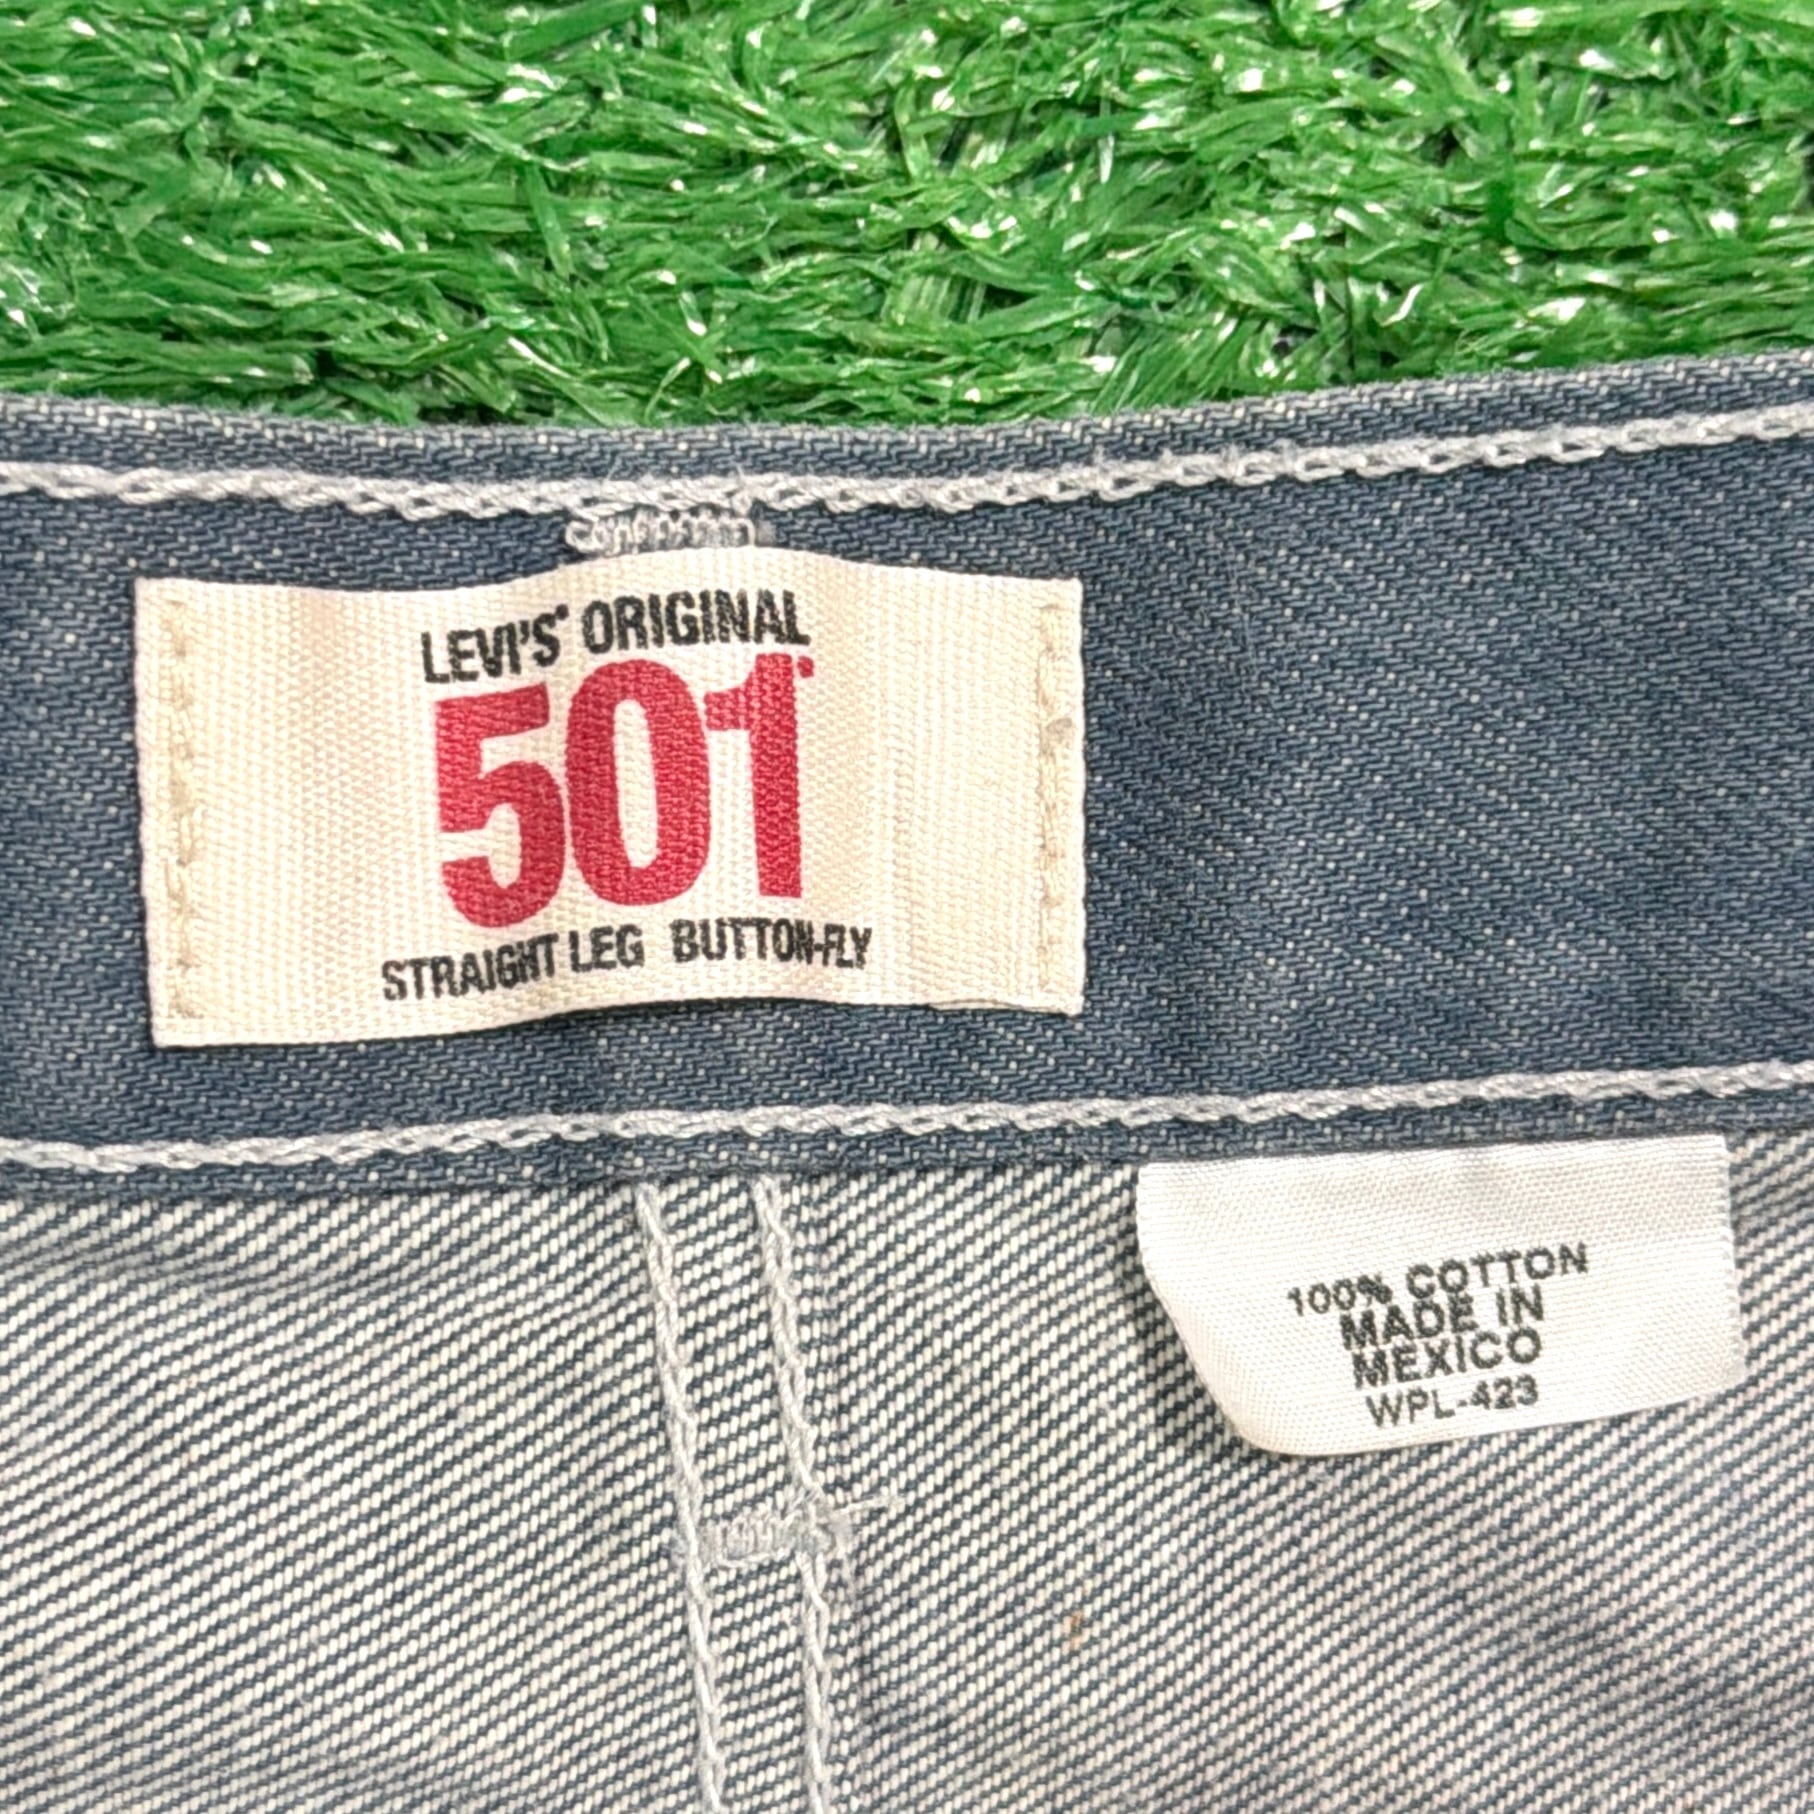 LEVI'S® ORIGINAL
501®
STRAIGHT LEG BUTTON-FLY
100% COTTON
MADE IN
MEXICO
WPL-423